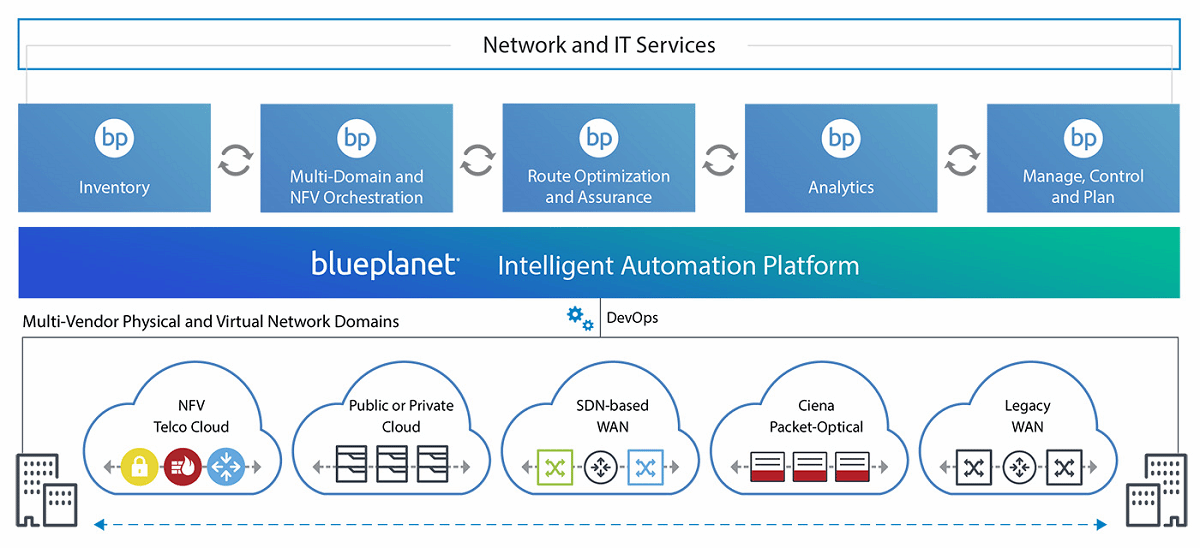 Network and IT Services
bp
Inventory
bp
Multi-Domain and
NFV Orchestration
bp
Route Optimization
and Assurance
bp
Analytics
bp
Manage, Control
and Plan
blueplanet Intelligent Automation Platform
Multi-Vendor Physical and Virtual Network Domains
DevOps
NFV
Telco Cloud
Public or Private
Cloud
SDN-based
WAN
Ciena
Packet-Optical
Legacy
WAN